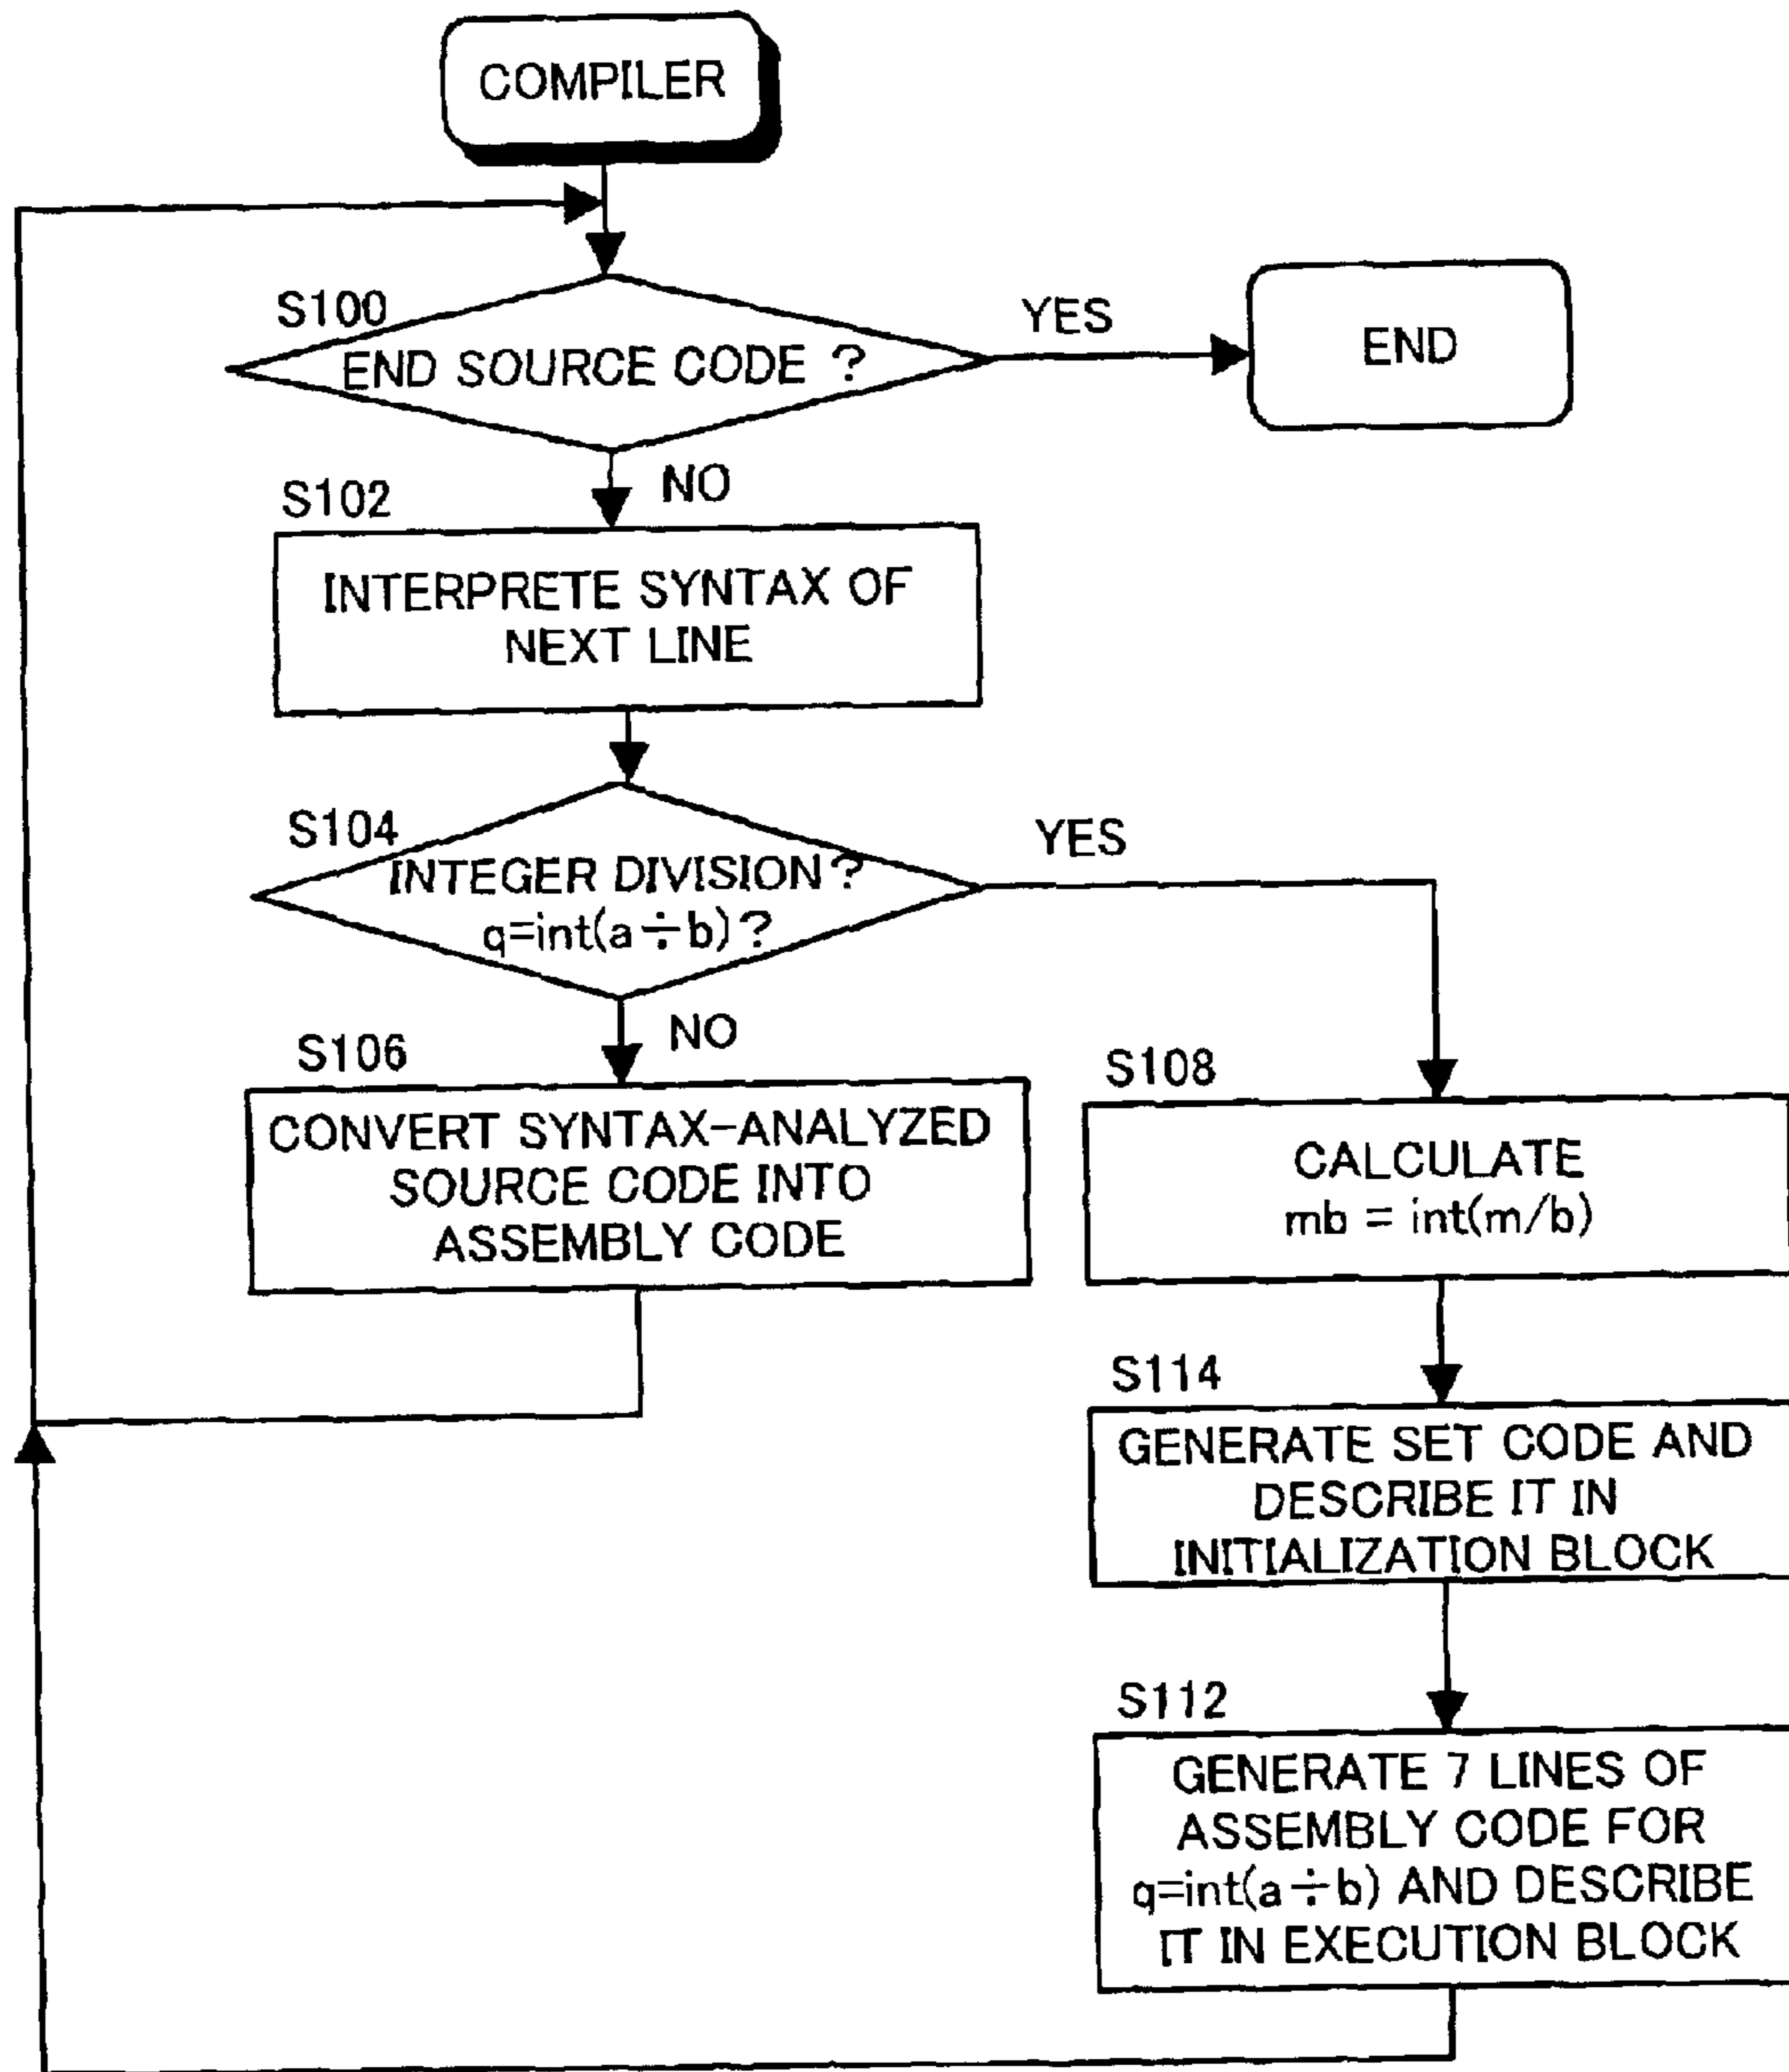 COMPILER
S100
END SOURCE CODE ?
YES
END
NO
S102
INTERPRETE SYNTAX OF
NEXT LINE
S104
INTEGER DIVISION?
q=int(a÷b)?
YES
NO
S106
CONVERT SYNTAX-ANALYZED
SOURCE CODE INTO
ASSEMBLY CODE
S108
CALCULATE
mb = int(m/b)
S114
GENERATE SET CODE AND
DESCRIBE IT IN
INITIALIZATION BLOCK
S112
GENERATE 7 LINES OF
ASSEMBLY CODE FOR
q=int(a÷b) AND DESCRIBE
IT IN EXECUTION BLOCK